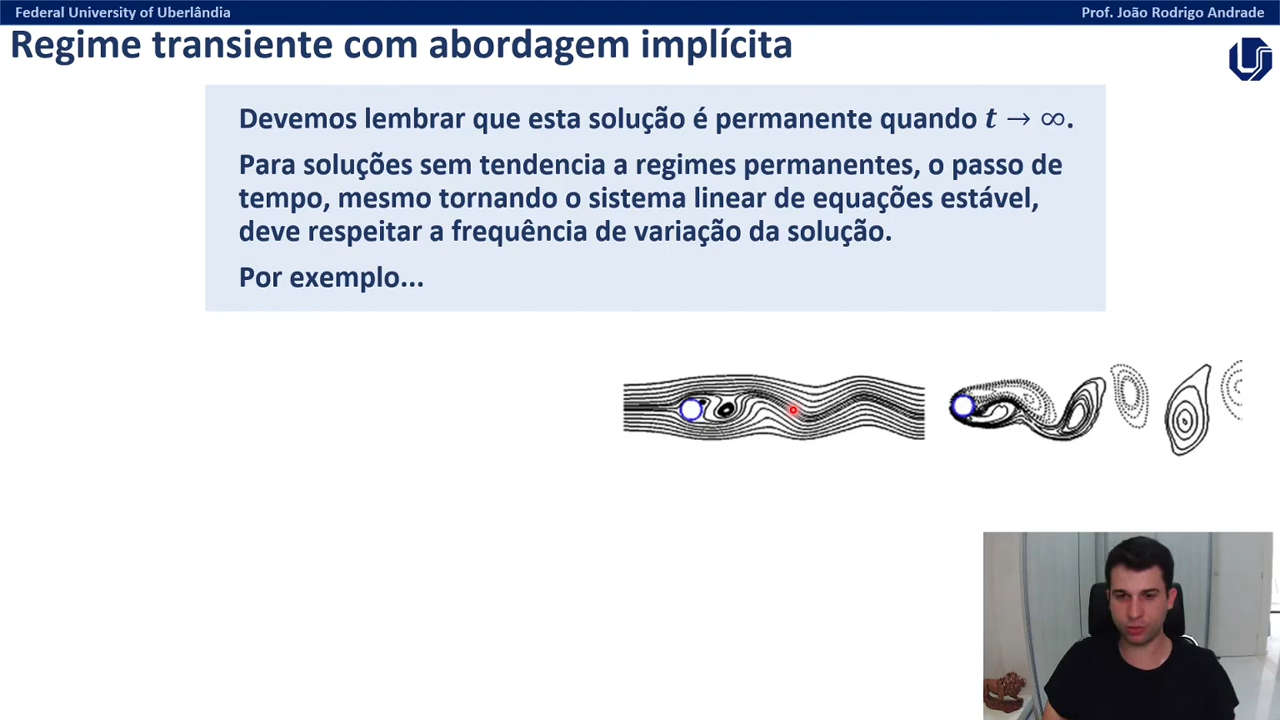 Federal University of Uberlândia
Prof. João Rodrigo Andrade
Regime transiente com abordagem implícita
Devemos lembrar que esta solução é permanente quando t → ∞.
Para soluções sem tendencia a regimes permanentes, o passo de
tempo, mesmo tornando o sistema linear de equações estável,
deve respeitar a frequência de variação da solução.
Por exemplo...